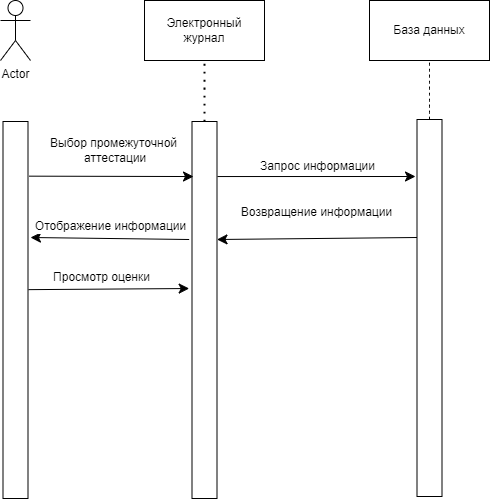 Электронный
журнал
База данных
Actor
Выбор промежуточной
аттестации
Запрос информации
Возвращение информации
Отображение информации
Просмотр оценки